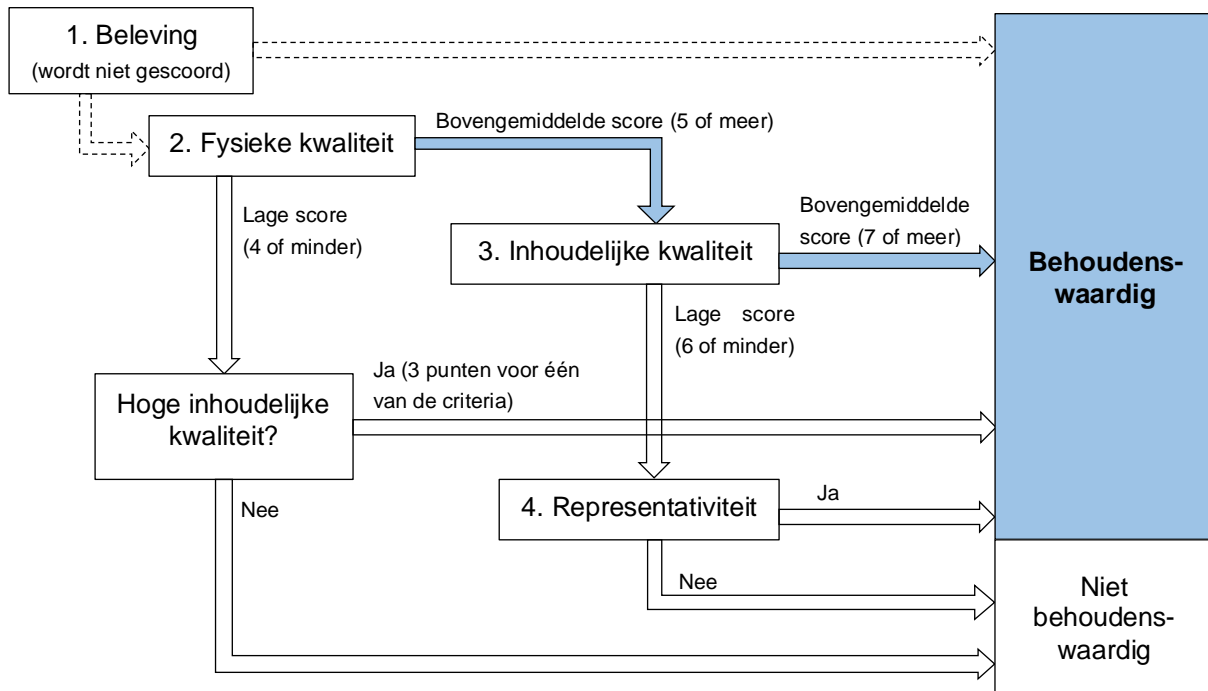 1. Beleving
(wordt niet gescoord)
2. Fysieke kwaliteit
Bovengemiddelde score (5 of meer)
Lage score
(4 of minder)
3. Inhoudelijke kwaliteit
Bovengemiddelde
score (7 of meer)
Behoudens-
waardig
Lage score
(6 of minder)
Hoge inhoudelijke
kwaliteit?
Ja (3 punten voor één
van de criteria)
4. Representativiteit
Ja
Nee
Nee
Niet
behoudens-
waardig